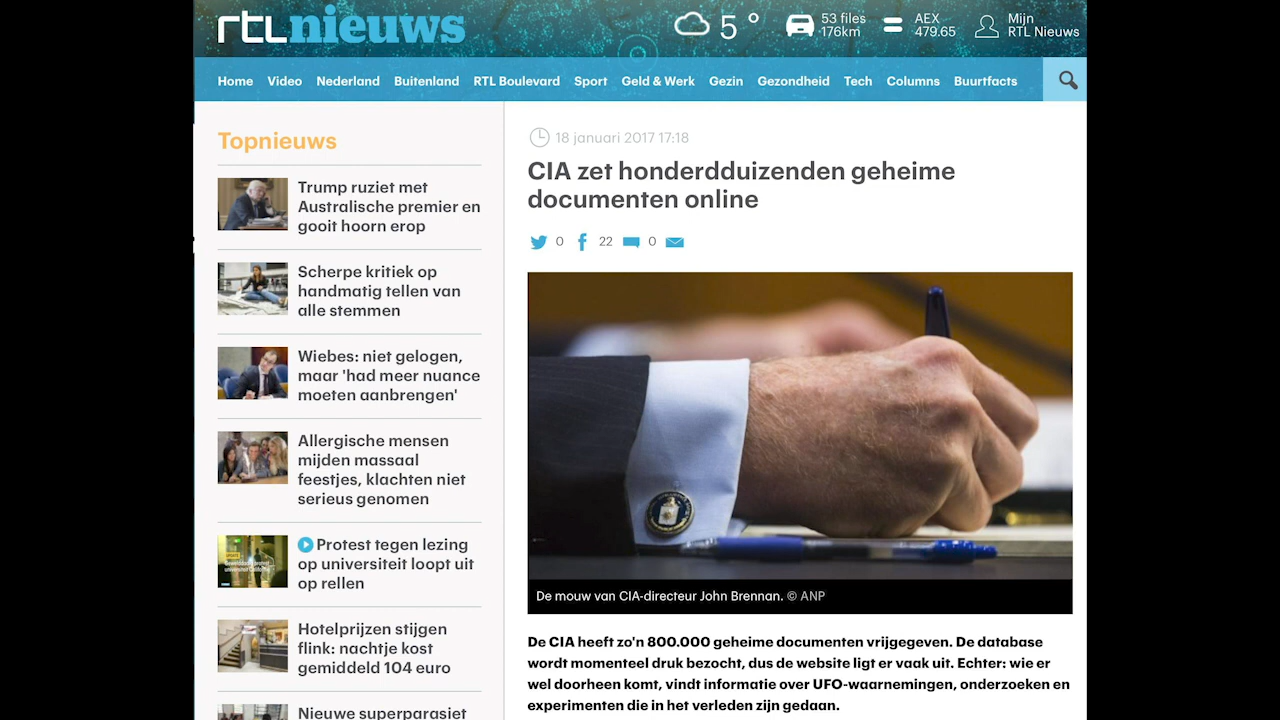 rtlnieuws
5°
53 files
176km
AEX
479.65
Mijn
RTL Nieuws
Home Video Nederland Buitenland RTL Boulevard Sport Geld & Werk Gezin Gezondheid Tech Columns Buurtfacts
Topnieuws
Trump ruziet met
Australische premier en
gooit hoorn erop
Scherpe kritiek op
handmatig tellen van
alle stemmen
Wiebes: niet gelogen,
maar 'had meer nuance
moeten aanbrengen'
Allergische mensen
mijden massaal
feestjes, klachten niet
serieus genomen
Protest tegen lezing
op universiteit loopt uit
op rellen
Hotelprijzen stijgen
flink: nachtje kost
gemiddeld 104 euro
Nieuwe superparasiet
18 januari 2017 17:18
CIA zet honderdduizenden geheime
documenten online
0 22 0
De mouw van CIA-directeur John Brennan. © ANP
De CIA heeft zo'n 800.000 geheime documenten vrijgegeven. De database
wordt momenteel druk bezocht, dus de website ligt er vaak uit. Echter: wie er
wel doorheen komt, vindt informatie over UFO-waarnemingen, onderzoeken en
experimenten die in het verleden zijn gedaan.